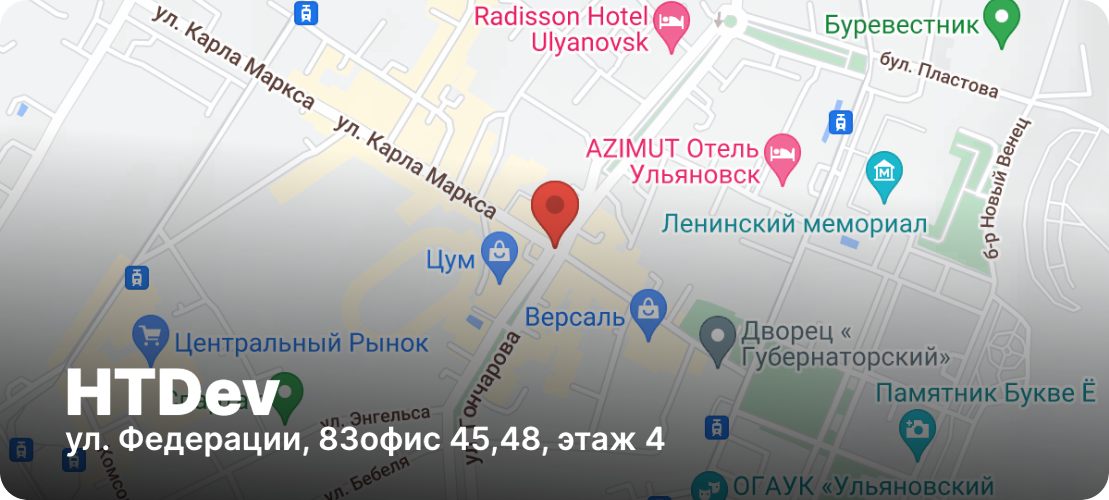 ул. Карла Маркса
Radisson Hotel
Ulyanovsk
Буревестник
бул. Пластова
ул. Карла Маркса
AZIMUT Отель
Ульяновск
б-р Новый Венец
Ленинский мемориал
Цум
Версаль
Дворец «
Губернаторский»
Центральный Рынок
ул. Гончарова
Памятник Букве Ё
HTDev
ул. Энгельса
ул. Федерации, 83офис 45,48, этаж 4
ул. Бебеля
ОГАУК «Ульяновский